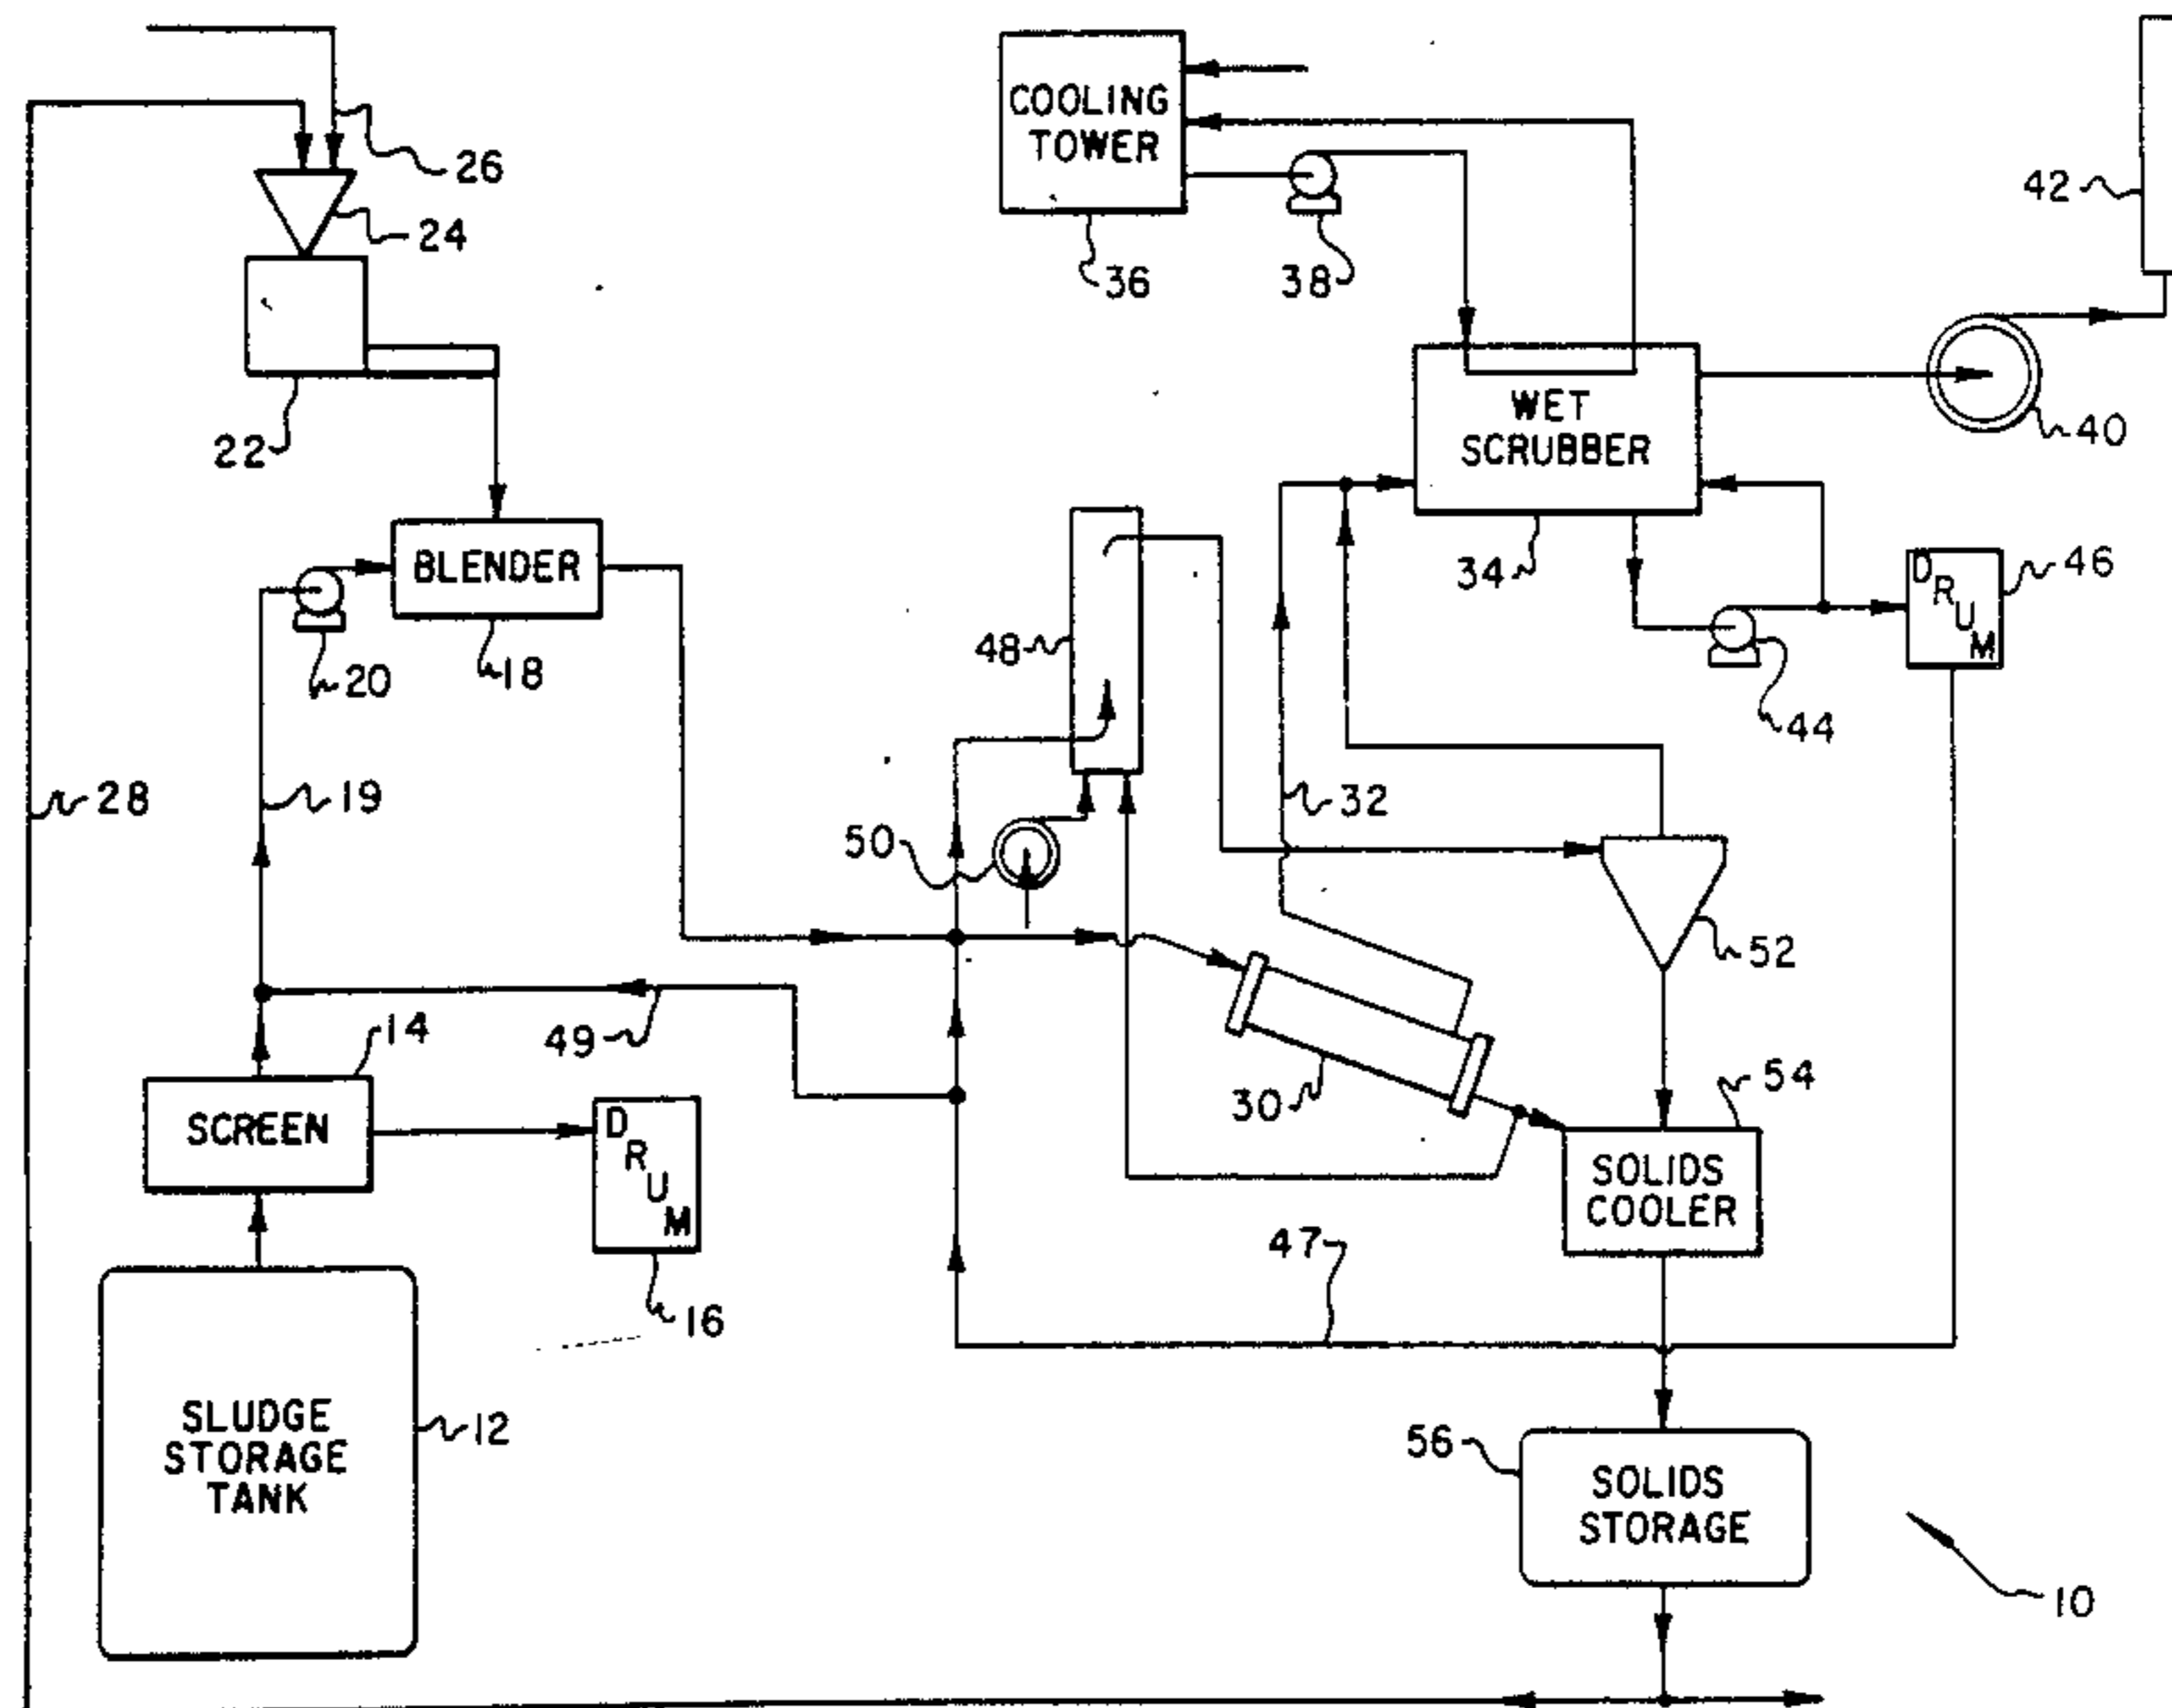 26
24
22
COOLING
TOWER
36
38
42
40
WET
SCRUBBER
34
DRUM
46
44
BLENDER
18
20
48
28
19
32
50
52
49
14
SCREEN
DRUM
16
30
54
SOLIDS
COOLER
47
SLUDGE
STORAGE
TANK
12
56
SOLIDS
STORAGE
10